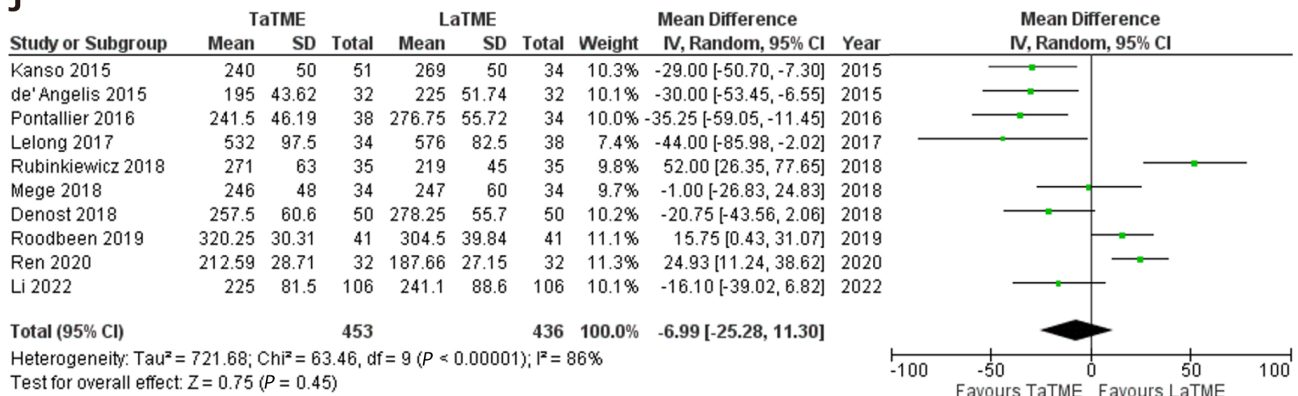 TaTME LaTME Mean Difference Mean Difference
Study or Subgroup Mean SD Total Mean SD Total Weight IV, Random, 95% CI Year IV, Random, 95% CI
Kanso 2015 240 50 51 269 50 34 10.3% -29.00 [-50.70, -7.30] 2015
de' Angelis 2015 195 43.62 32 225 51.74 32 10.1% -30.00 [-53.45, -6.55] 2015
Pontallier 2016 241.5 46.19 38 276.75 55.72 34 10.0% -35.25 [-59.05, -11.45] 2016
Lelong 2017 532 97.5 34 576 82.5 38 7.4% -44.00 [-85.98, -2.02] 2017
Rubinkiewicz 2018 271 63 35 219 45 35 9.8% 52.00 [26.35, 77.65] 2018
Mege 2018 246 48 34 247 60 34 9.7% -1.00 [-26.83, 24.83] 2018
Denost 2018 257.5 60.6 50 278.25 55.7 50 10.2% -20.75 [-43.56, 2.06] 2018
Roodbeen 2019 320.25 30.31 41 304.5 39.84 41 11.1% 15.75 [0.43, 31.07] 2019
Ren 2020 212.59 28.71 32 187.66 27.15 32 11.3% 24.93 [11.24, 38.62] 2020
Li 2022 225 81.5 106 241.1 88.6 106 10.1% -16.10 [-39.02, 6.82] 2022
Total (95% CI) 453 436 100.0% -6.99 [-25.28, 11.30]
Heterogeneity: Tau² = 721.68; Chi² = 63.46, df = 9 (P < 0.00001); I² = 86%
Test for overall effect: Z = 0.75 (P = 0.45)
-100 -50 0 50 100
Favours TaTME Favours LaTME